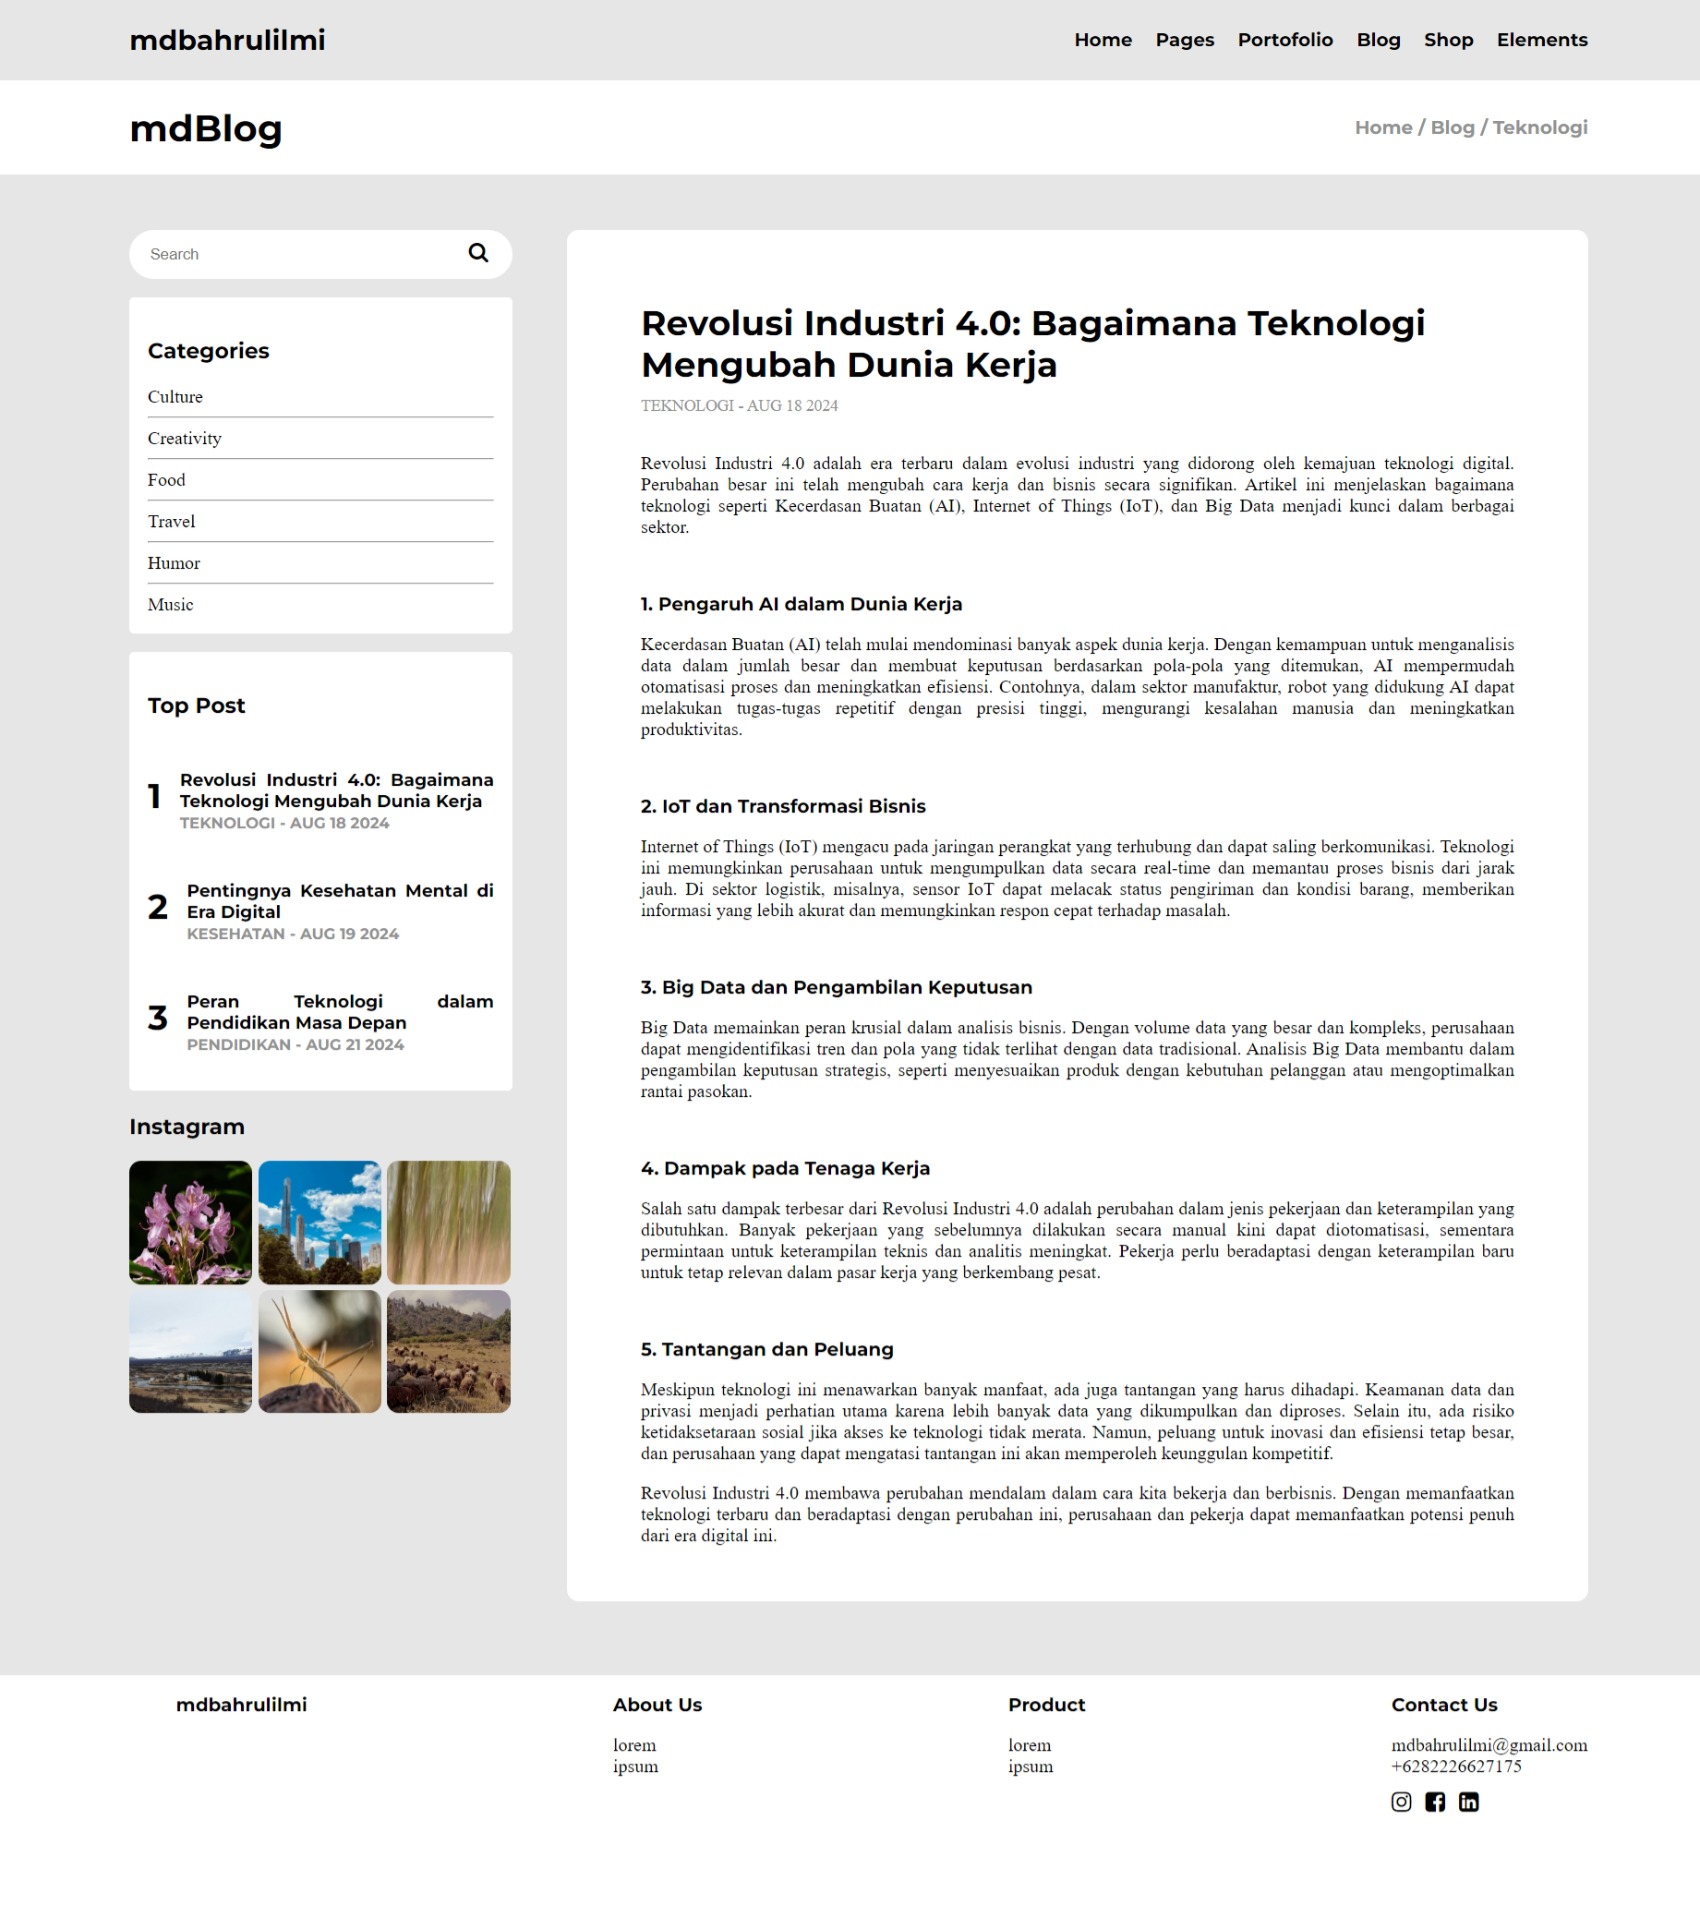 mdbahrulilmi
Home Pages Portofolio Blog Shop Elements
mdBlog
Home / Blog / Teknologi
Search
Categories
Culture
Creativity
Food
Travel
Humor
Music
Top Post
1
Revolusi Industri 4.0: Bagaimana
Teknologi Mengubah Dunia Kerja
TEKNOLOGI - AUG 18 2024
2
Pentingnya Kesehatan Mental di
Era Digital
KESEHATAN - AUG 19 2024
3
Peran Teknologi dalam
Pendidikan Masa Depan
PENDIDIKAN - AUG 21 2024
Instagram
Revolusi Industri 4.0: Bagaimana Teknologi
Mengubah Dunia Kerja
TEKNOLOGI - AUG 18 2024
Revolusi Industri 4.0 adalah era terbaru dalam evolusi industri yang didorong oleh kemajuan teknologi digital.
Perubahan besar ini telah mengubah cara kerja dan bisnis secara signifikan. Artikel ini menjelaskan bagaimana
teknologi seperti Kecerdasan Buatan (AI), Internet of Things (IoT), dan Big Data menjadi kunci dalam berbagai
sektor.
1. Pengaruh AI dalam Dunia Kerja
Kecerdasan Buatan (AI) telah mulai mendominasi banyak aspek dunia kerja. Dengan kemampuan untuk menganalisis
data dalam jumlah besar dan membuat keputusan berdasarkan pola-pola yang ditemukan, AI mempermudah
otomatisasi proses dan meningkatkan efisiensi. Contohnya, dalam sektor manufaktur, robot yang didukung AI dapat
melakukan tugas-tugas repetitif dengan presisi tinggi, mengurangi kesalahan manusia dan meningkatkan
produktivitas.
2. IoT dan Transformasi Bisnis
Internet of Things (IoT) mengacu pada jaringan perangkat yang terhubung dan dapat saling berkomunikasi. Teknologi
ini memungkinkan perusahaan untuk mengumpulkan data secara real-time dan memantau proses bisnis dari jarak
jauh. Di sektor logistik, misalnya, sensor IoT dapat melacak status pengiriman dan kondisi barang, memberikan
informasi yang lebih akurat dan memungkinkan respon cepat terhadap masalah.
3. Big Data dan Pengambilan Keputusan
Big Data memainkan peran krusial dalam analisis bisnis. Dengan volume data yang besar dan kompleks, perusahaan
dapat mengidentifikasi tren dan pola yang tidak terlihat dengan data tradisional. Analisis Big Data membantu dalam
pengambilan keputusan strategis, seperti menyesuaikan produk dengan kebutuhan pelanggan atau mengoptimalkan
rantai pasokan.
4. Dampak pada Tenaga Kerja
Salah satu dampak terbesar dari Revolusi Industri 4.0 adalah perubahan dalam jenis pekerjaan dan keterampilan yang
dibutuhkan. Banyak pekerjaan yang sebelumnya dilakukan secara manual kini dapat diotomatisasi, sementara
permintaan untuk keterampilan teknis dan analitis meningkat. Pekerja perlu beradaptasi dengan keterampilan baru
untuk tetap relevan dalam pasar kerja yang berkembang pesat.
5. Tantangan dan Peluang
Meskipun teknologi ini menawarkan banyak manfaat, ada juga tantangan yang harus dihadapi. Keamanan data dan
privasi menjadi perhatian utama karena lebih banyak data yang dikumpulkan dan diproses. Selain itu, ada risiko
ketidaksetaraan sosial jika akses ke teknologi tidak merata. Namun, peluang untuk inovasi dan efisiensi tetap besar,
dan perusahaan yang dapat mengatasi tantangan ini akan memperoleh keunggulan kompetitif.
Revolusi Industri 4.0 membawa perubahan mendalam dalam cara kita bekerja dan berbisnis. Dengan memanfaatkan
teknologi terbaru dan beradaptasi dengan perubahan ini, perusahaan dan pekerja dapat memanfaatkan potensi penuh
dari era digital ini.
mdbahrulilmi
About Us
lorem
ipsum
Product
lorem
ipsum
Contact Us
mdbahrulilmi@gmail.com
+6282226627175